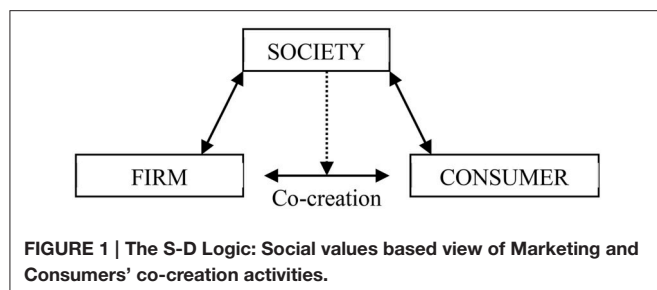 SOCIETY
FIRM
CONSUMER
Co-creation
FIGURE 1 | The S-D Logic: Social values based view of Marketing and
Consumers’ co-creation activities.